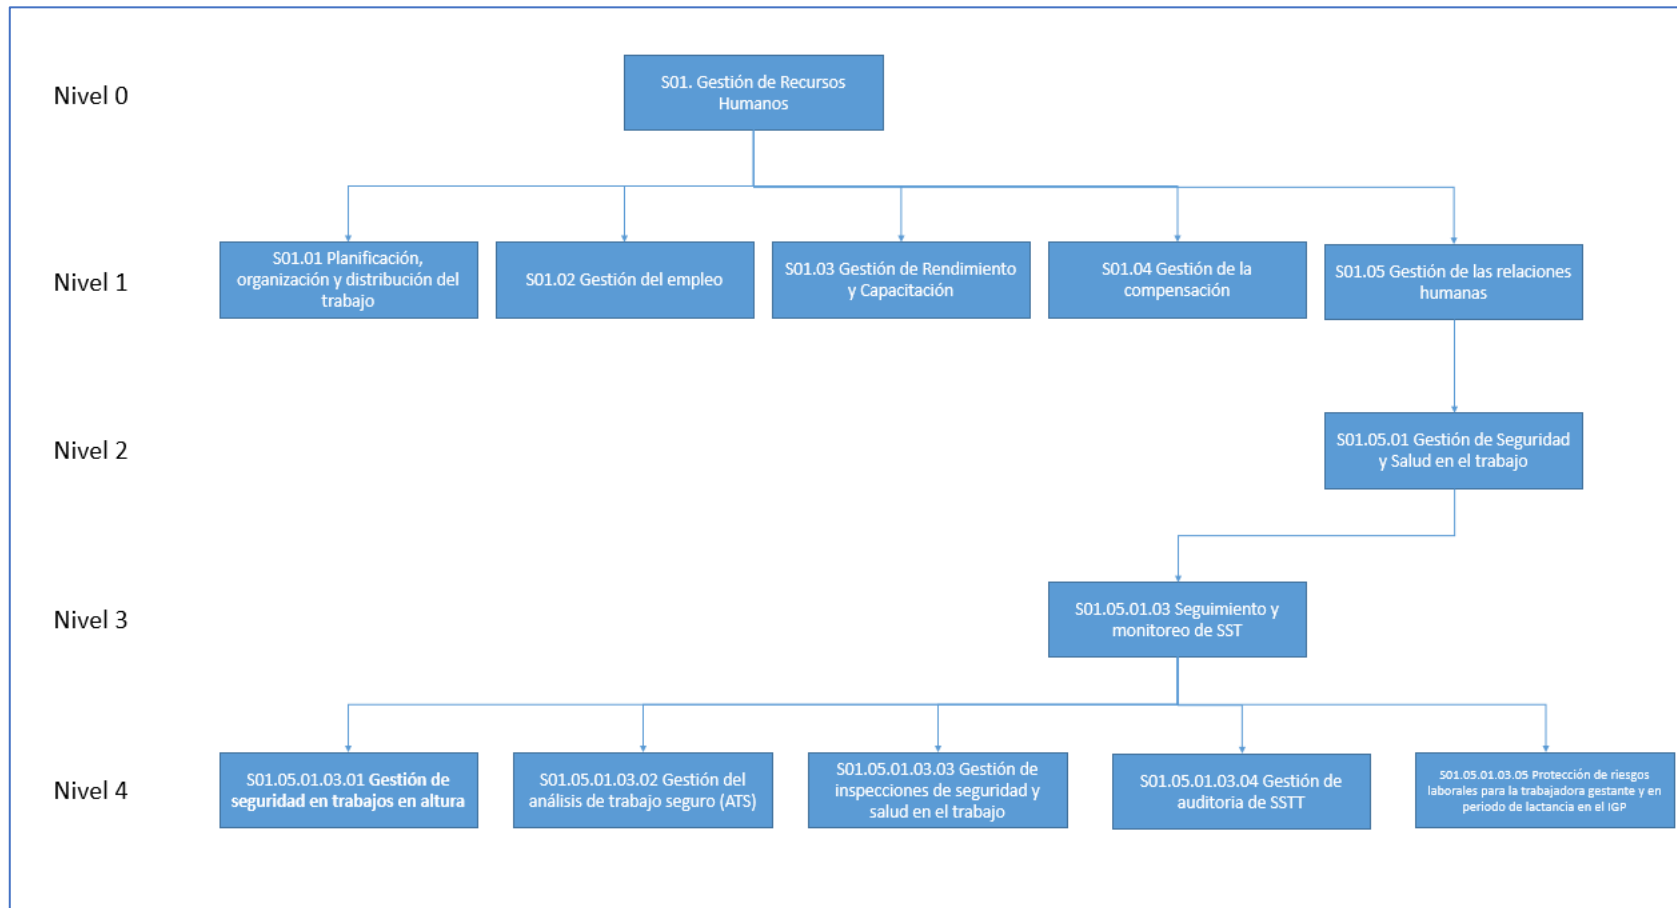 Nivel 0
S01. Gestión de Recursos
Humanos
Nivel 1
S01.01 Planificación,
organización y distribución del
trabajo
S01.02 Gestión del empleo
S01.03 Gestión de Rendimiento
y Capacitación
S01.04 Gestión de la
compensación
S01.05 Gestión de las relaciones
humanas
Nivel 2
S01.05.01 Gestión de Seguridad
y Salud en el trabajo
Nivel 3
S01.05.01.03 Seguimiento y
monitoreo de SST
Nivel 4
S01.05.01.03.01 Gestión de
seguridad en trabajos en altura
S01.05.01.03.02 Gestión del
análisis de trabajo seguro (ATS)
S01.05.01.03.03 Gestión de
inspecciones de seguridad y
salud en el trabajo
S01.05.01.03.04 Gestión de
auditoria de SSTT
S01.05.01.03.05 Protección de riesgos
laborales para la trabajadora gestante y en
periodo de lactancia en el IGP